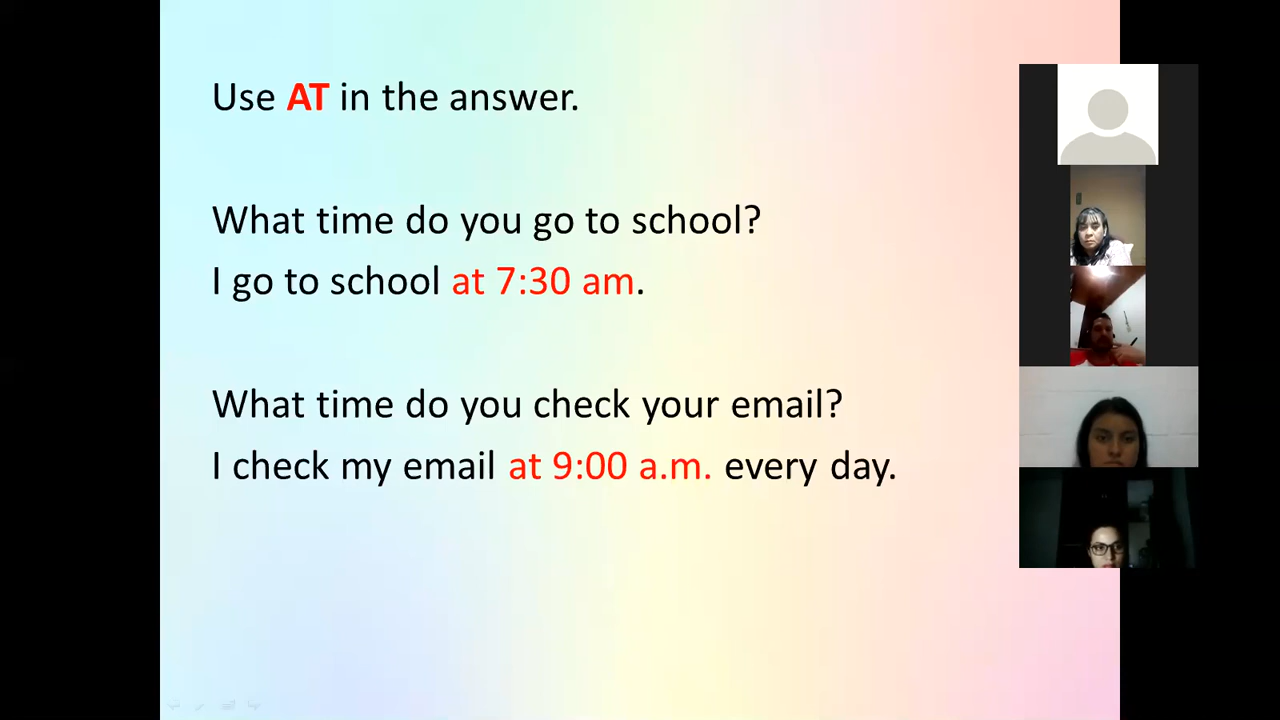 Use AT in the answer.
What time do you go to school?
I go to school at 7:30 am.
What time do you check your email?
I check my email at 9:00 a.m. every day.